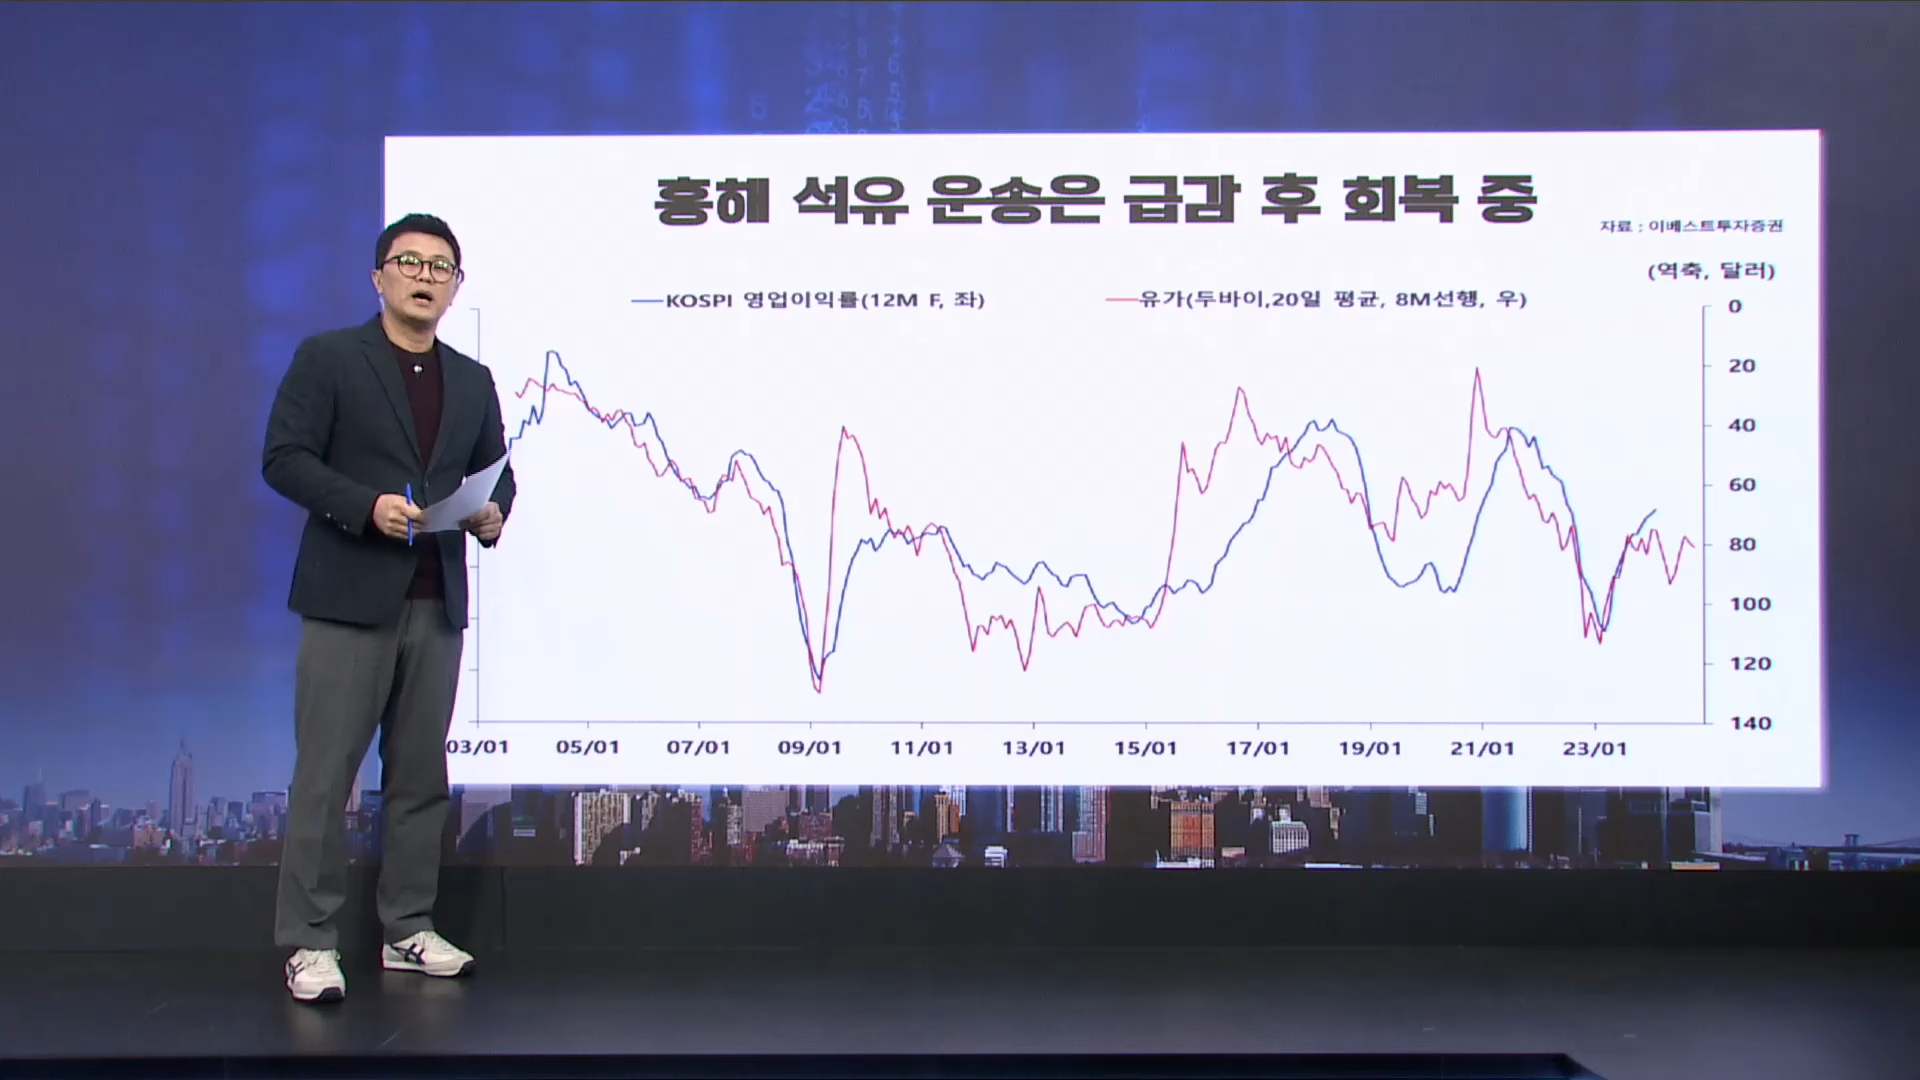 홍해 석유 운송은 급감 후 회복 중
자료 ; 이베스트투자증권
(역축, 달러)
KOSPI 영업이익률(12M F, 좌) 유가(두바이,20일 평균, 8M선행, 우)
0
20
40
60
80
100
120
140
03/01 05/01 07/01 09/01 11/01 13/01 15/01 17/01 19/01 21/01 23/01